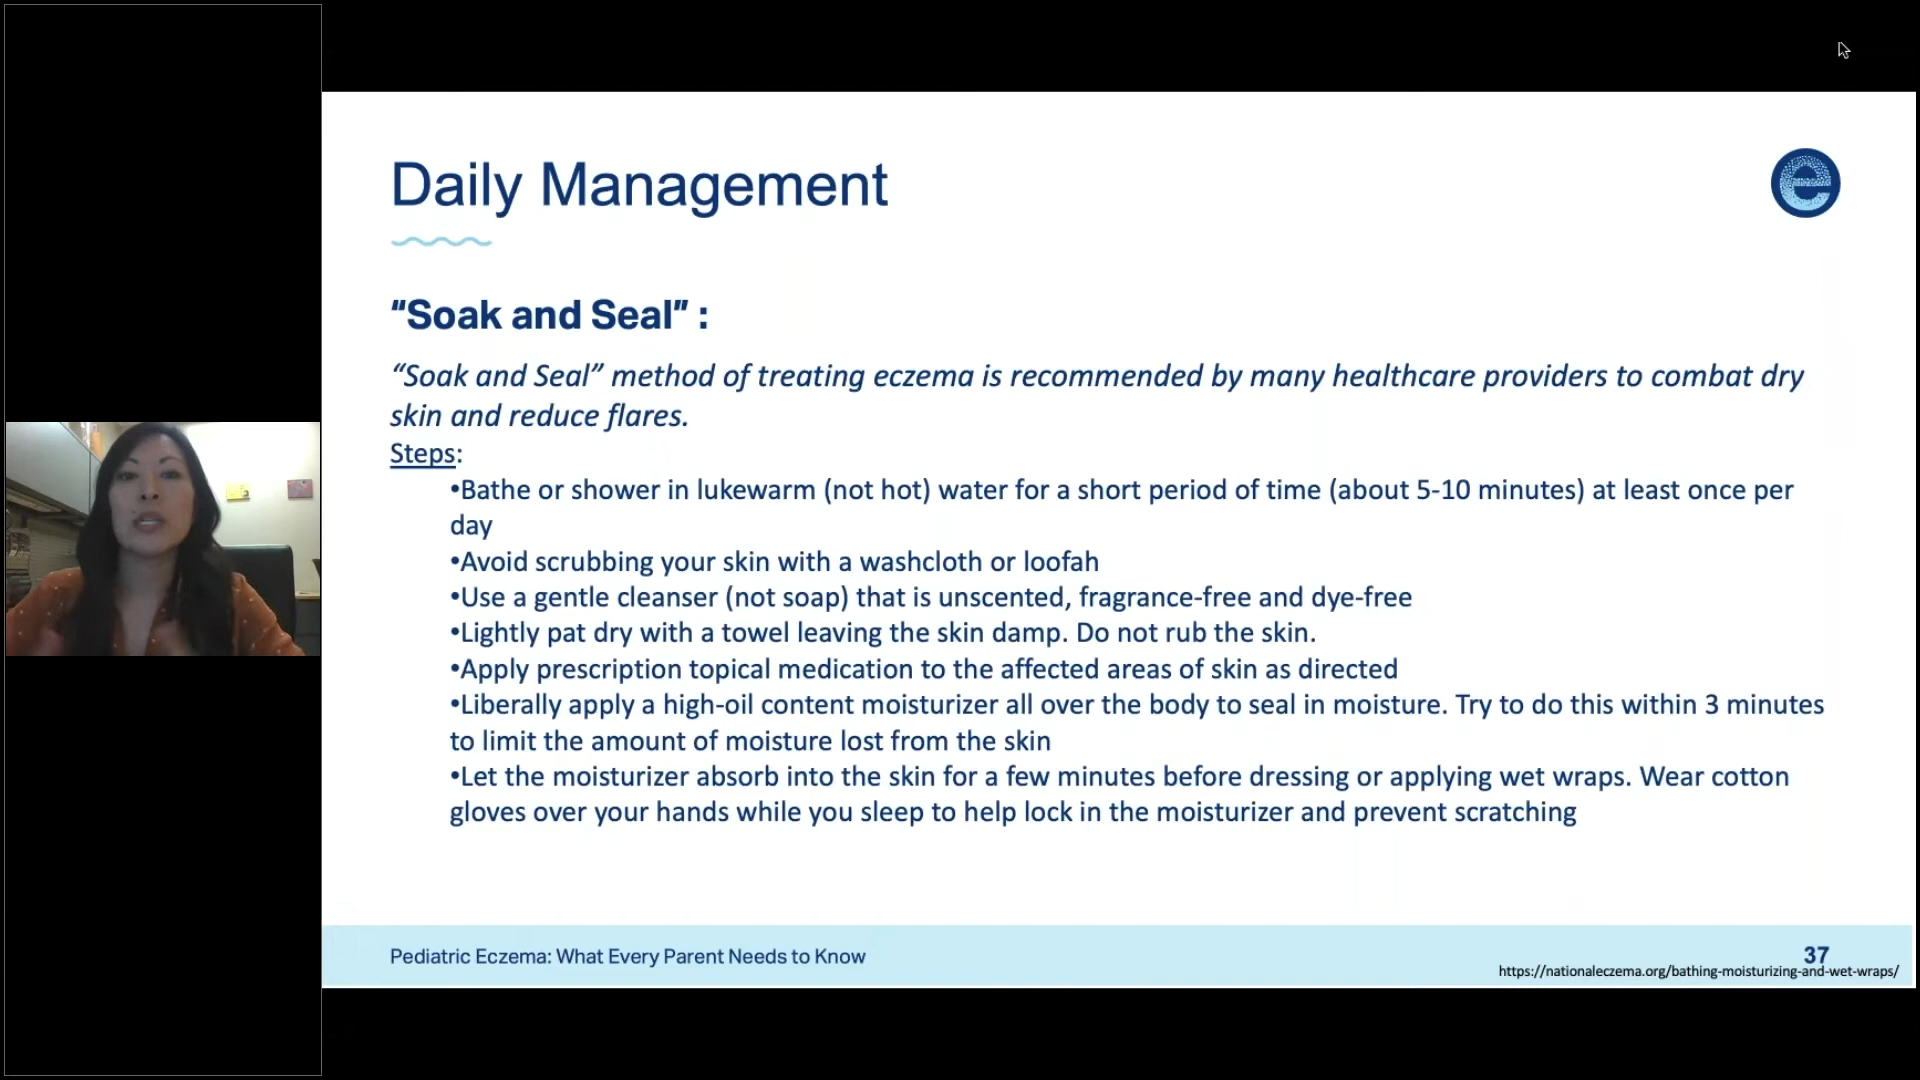 Daily Management
e
“Soak and Seal” :
“Soak and Seal” method of treating eczema is recommended by many healthcare providers to combat dry
skin and reduce flares.
Steps:
•Bathe or shower in lukewarm (not hot) water for a short period of time (about 5-10 minutes) at least once per
day
•Avoid scrubbing your skin with a washcloth or loofah
•Use a gentle cleanser (not soap) that is unscented, fragrance-free and dye-free
•Lightly pat dry with a towel leaving the skin damp. Do not rub the skin.
•Apply prescription topical medication to the affected areas of skin as directed
•Liberally apply a high-oil content moisturizer all over the body to seal in moisture. Try to do this within 3 minutes
to limit the amount of moisture lost from the skin
•Let the moisturizer absorb into the skin for a few minutes before dressing or applying wet wraps. Wear cotton
gloves over your hands while you sleep to help lock in the moisturizer and prevent scratching
Pediatric Eczema: What Every Parent Needs to Know
37
https://nationaleczema.org/bathing-moisturizing-and-wet-wraps/